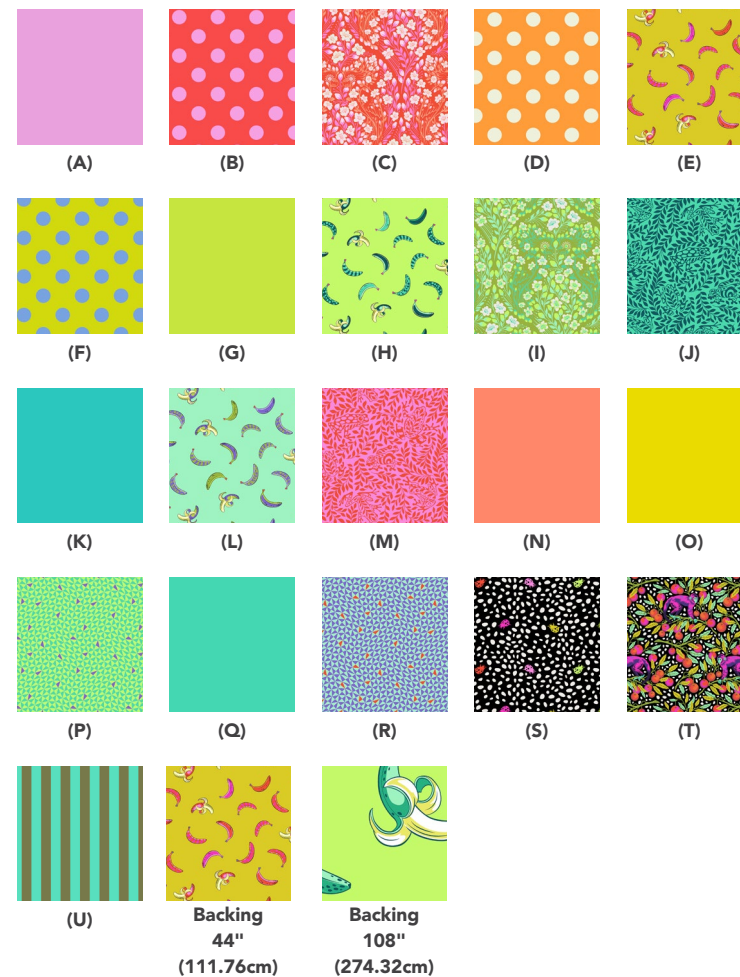 (A) (B) (C) (D) (E)
(F) (G) (H) (I) (J)
(K) (L) (M) (N) (O)
(P) (Q) (R) (S) (T)
(U)
Backing
44"
(111.76cm)
Backing
108"
(274.32cm)